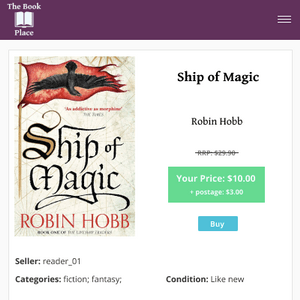 The Book
Place
"As addictive as morphine"
THE TIMES
Ship of
Magic
ROBIN HOBB
BOOK ONE OF THE LIVESHIP TRADERS
Ship of Magic
Robin Hobb
RRP: $29.90
Your Price: $10.00
+ postage: $3.00
Buy
Seller: reader_01
Categories: fiction; fantasy;
Condition: Like new